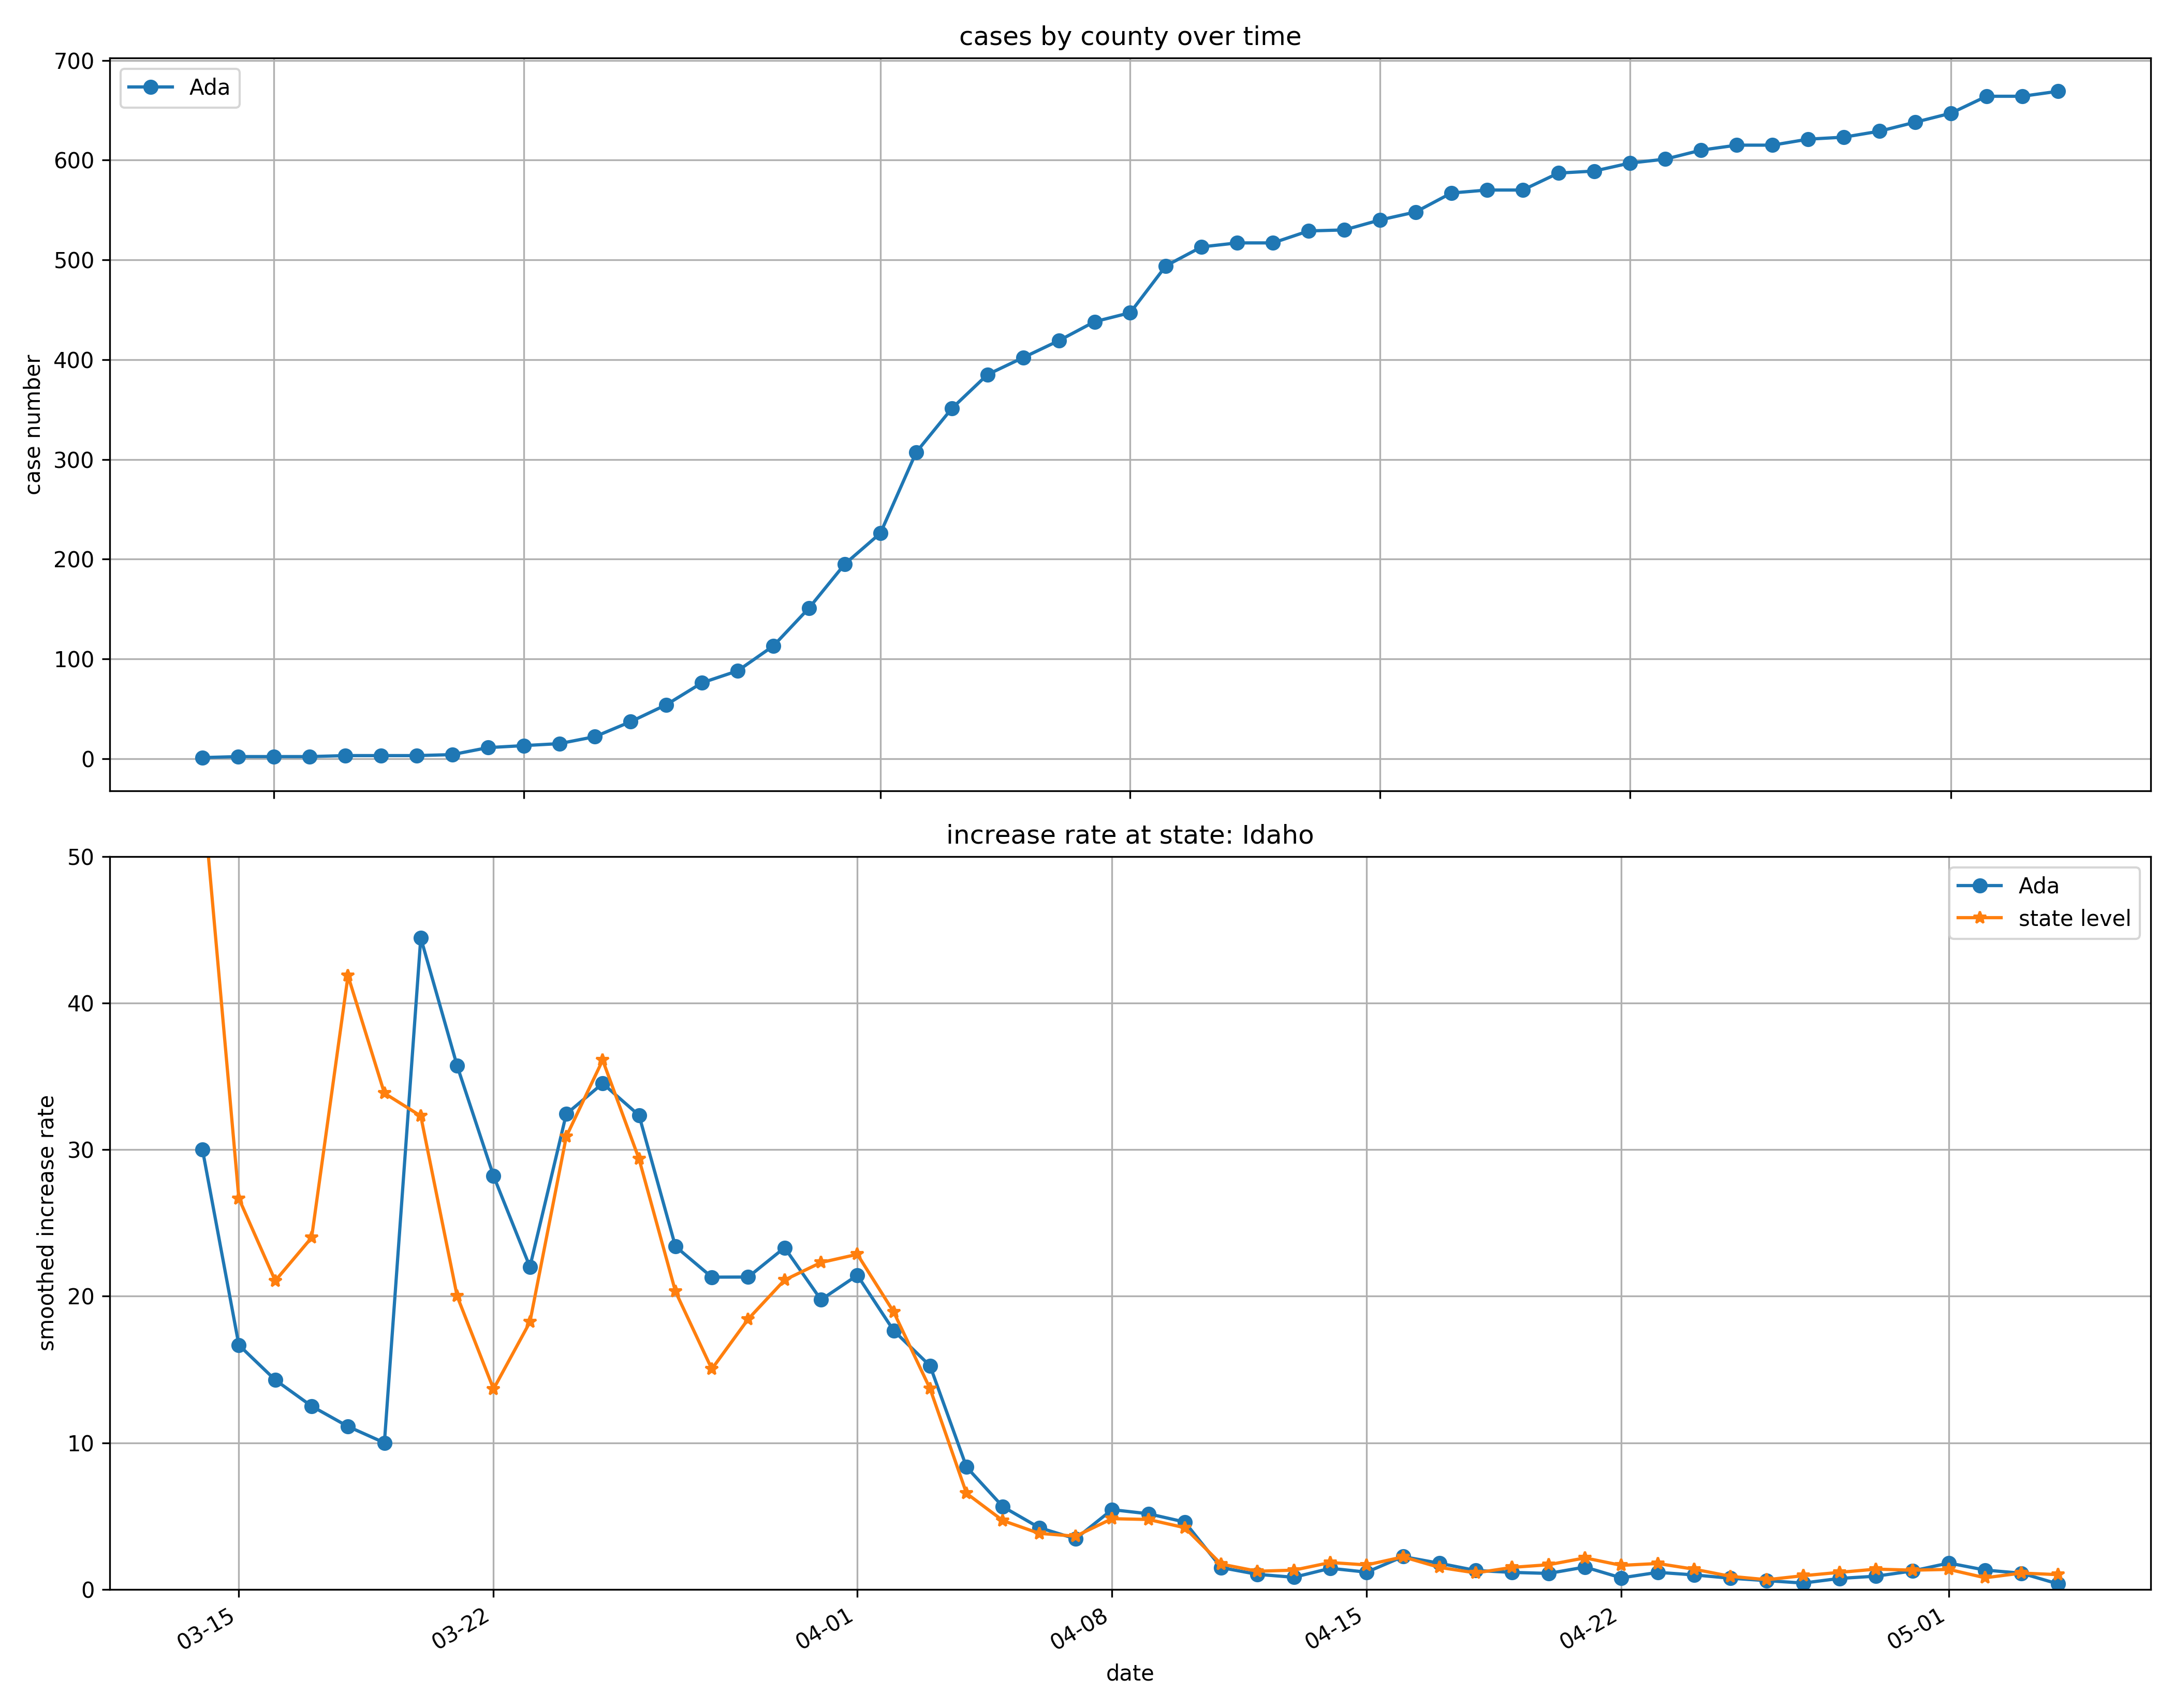 cases by county over time
700
600
500
400
300
200
100
0
case number
Ada
increase rate at state: Idaho
50
40
30
20
10
0
smoothed increase rate
Ada
state level
03-15
03-22
04-01
04-08
04-15
04-22
05-01
date